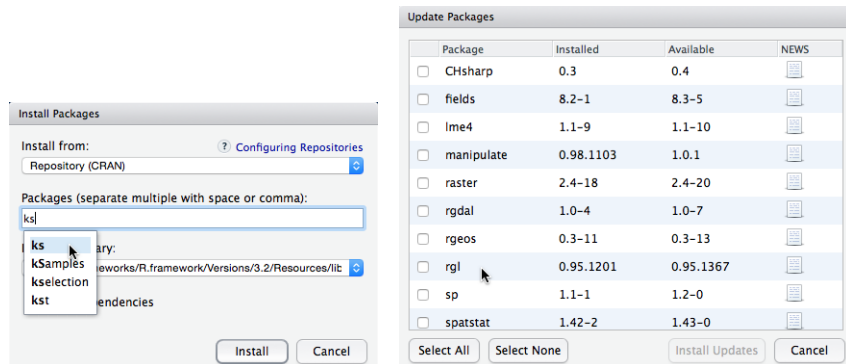 Install Packages
Install from:
? Configuring Repositories
Repository (CRAN)
Packages (separate multiple with space or comma):
ks
ks
kSamples
kselection
kst
ary:
eworks/R.framework/Versions/3.2/Resources/lib
endencies
Install Cancel
Update Packages
Package Installed Available NEWS
CHsharp 0.3 0.4
fields 8.2-1 8.3-5
lme4 1.1-9 1.1-10
manipulate 0.98.1103 1.0.1
raster 2.4-18 2.4-20
rgdal 1.0-4 1.0-7
rgeos 0.3-11 0.3-13
rgl 0.95.1201 0.95.1367
sp 1.1-1 1.2-0
spatstat 1.42-2 1.43-0
Select All Select None Install Updates Cancel